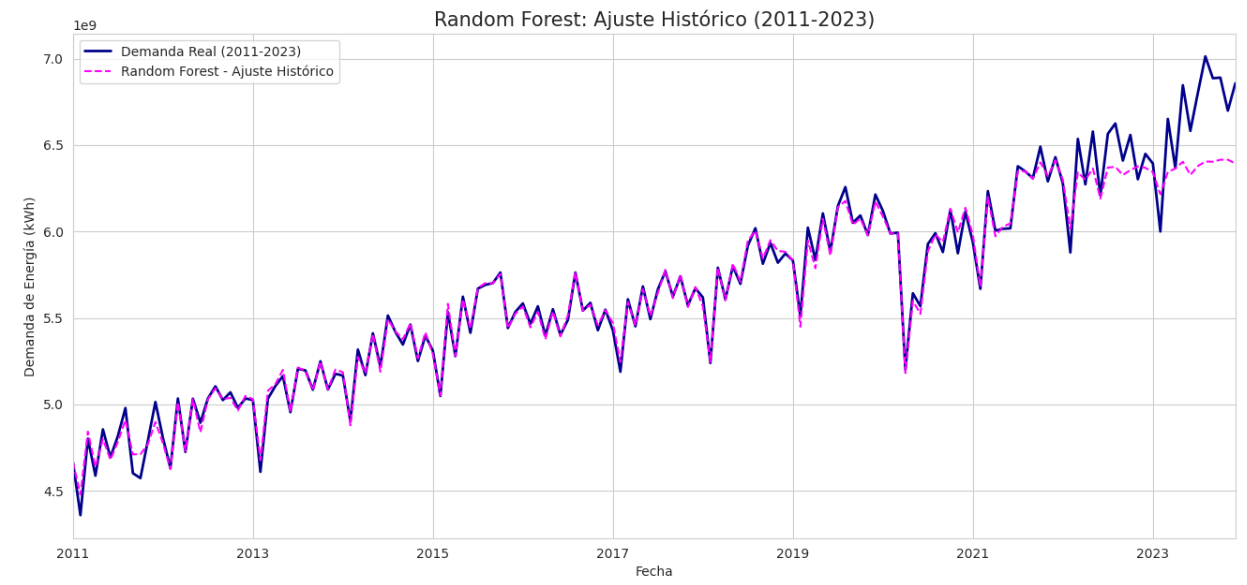 Random Forest: Ajuste Histórico (2011-2023)
1e9
Demanda Real (2011-2023)
Random Forest - Ajuste Histórico
7.0
6.5
6.0
5.5
5.0
4.5
Demanda de Energía (kWh)
2011 2013 2015 2017 2019 2021 2023
Fecha